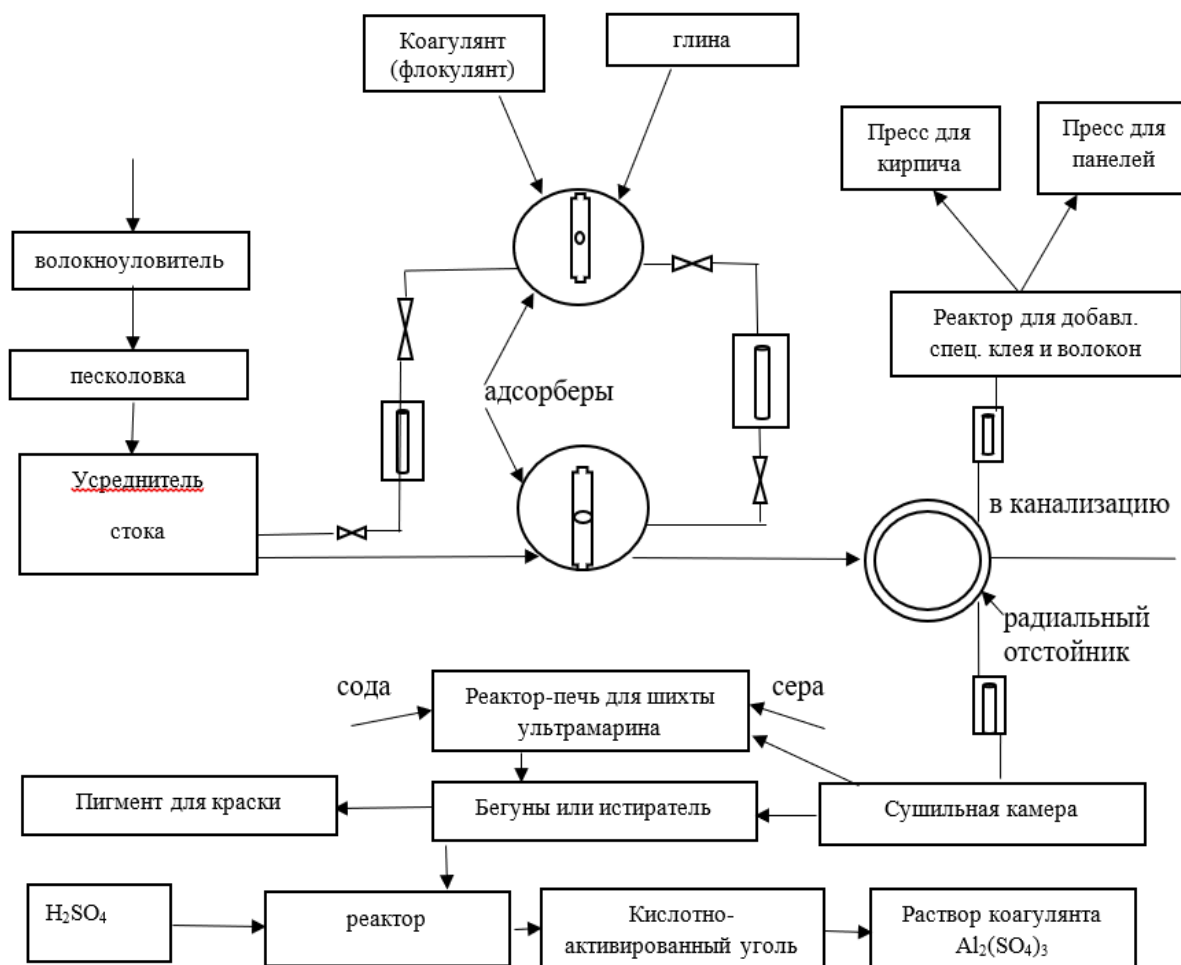 Коагулянт
(флокулянт)
глина
Пресс для
кирпича
Пресс для
панелей
волокноуловитель
песколовка
Усреднитель
стока
адсорберы
Реактор для добавл.
спец. клея и волокон
в канализацию
радиальный
отстойник
сода
Реактор-печь для шихты
ультрамарина
сера
Пигмент для краски
Бегуны или истиратель
Сушильная камера
H₂SO₄
реактор
Кислотно-
активированный уголь
Раствор коагулянта
Al₂(SO₄)₃